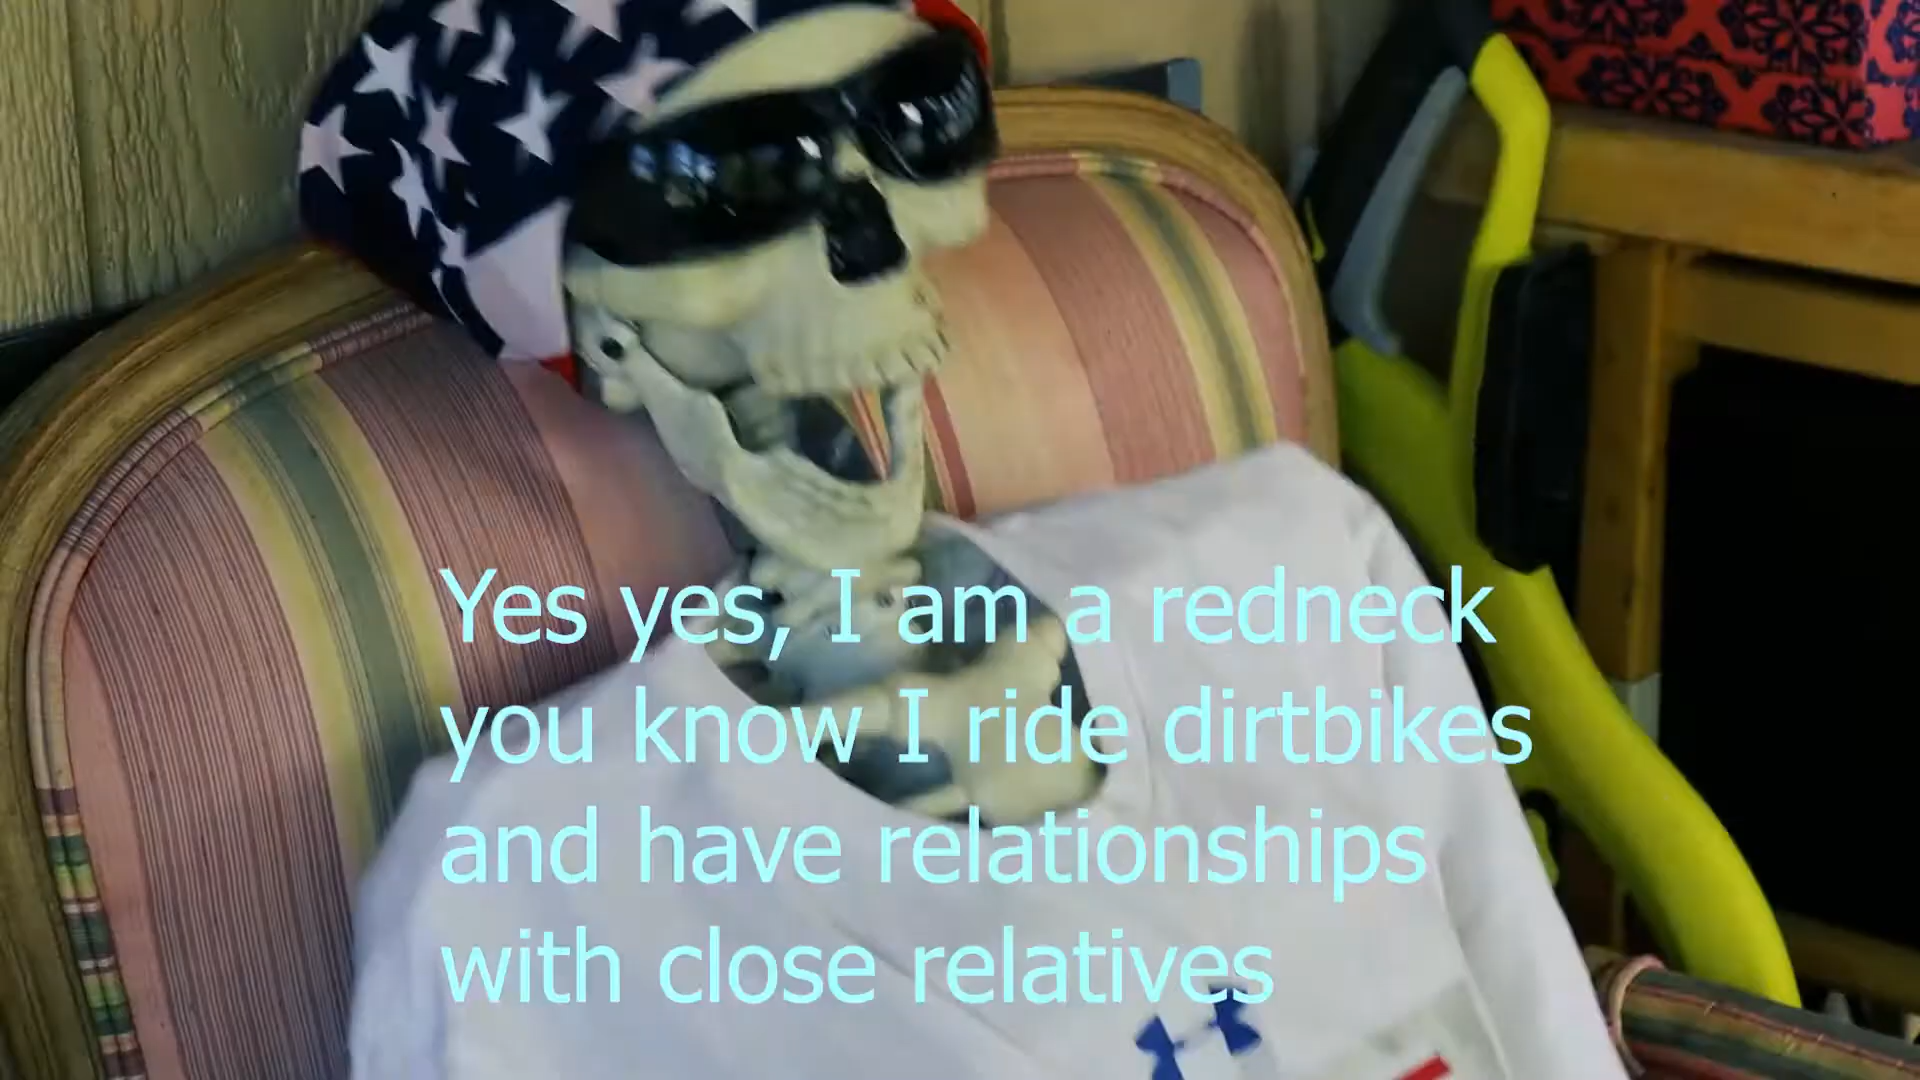 Yes yes, I am a redneck
you know I ride dirtbikes
and have relationships
with close relatives